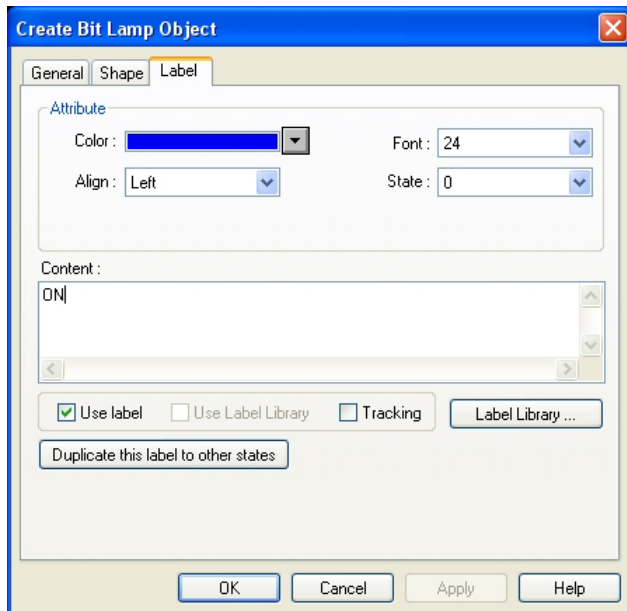 Create Bit Lamp Object
General Shape Label
Attribute
Color : Font : 24
Align : Left State : 0
Content :
ON
Use label Use Label Library Tracking Label Library ...
Duplicate this label to other states
OK Cancel Apply Help